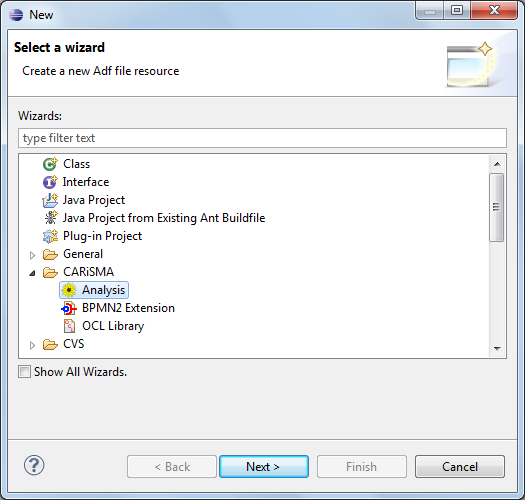 New
Select a wizard
Create a new Adf file resource
Wizards:
type filter text
Class
Interface
Java Project
Java Project from Existing Ant Buildfile
Plug-in Project
General
CARiSMA
Analysis
BPMN2 Extension
OCL Library
CVS
Show All Wizards.
< Back
Next >
Finish
Cancel